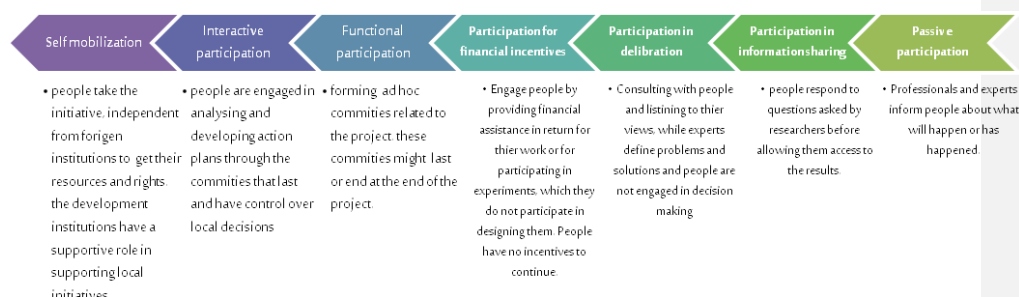 Self mobilization
• people take the
initiative, independent
from forigen
institutions to get their
resources and rights.
the development
institutions have a
supportive role in
supporting local
initiatives
Interactive
participation
• people are engaged in
analysing and
developing action
plans through the
commities that last
and have control over
local decisions
Functional
participation
• forming ad hoc
commities related to
the project. these
commities might last
or end at the end of the
project.
Participation for
financial incentives
• Engage people by
providing financial
assistance in return for
thier work or for
participating in
experiments, which they
do not participate in
designing them. People
have no incentives to
continue.
Participation in
delibration
• Consulting with people
and listining to thier
views, while experts
define problems and
solutions and people are
not engaged in decision
making
Participation in
information sharing
• people respond to
questions asked by
researchers before
allowing them access to
the results.
Passive
participation
• Professionals and experts
inform people about what
will happen or has
happened.